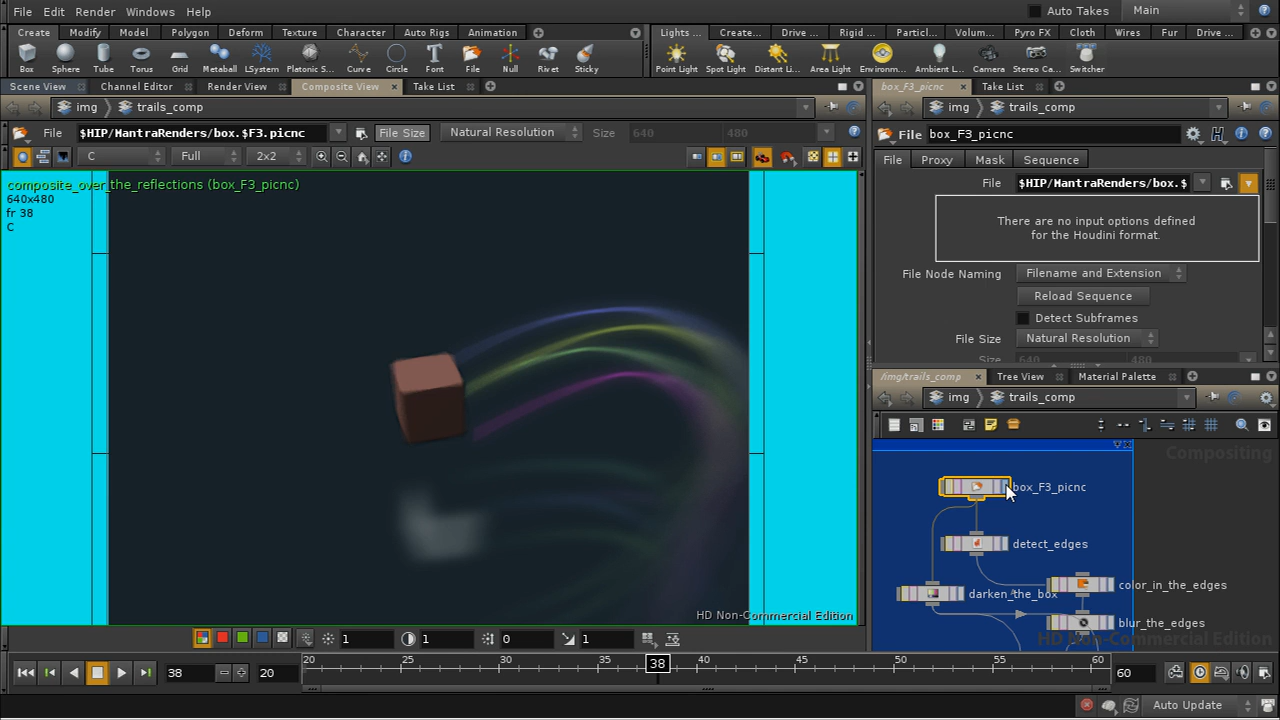 File Edit Render Windows Help Auto Takes Main
Create Modify Model Polygon Deform Texture Character Auto Rigs Animation Lights ... Create... Drive ... Rigid ... Particl... Volum... Pyro FX Cloth Wires Fur Drive ...
Box Sphere Tube Torus Grid Metaball LSystem Platonic S... Curve Circle Font File Null Rivet Sticky Point Light Spot Light Distant Li... Area Light Environm... Ambient L... Camera Stereo Ca... Switcher
Scene View Channel Editor Render View Composite View Take List
img trails_comp
File $HIP/MantraRenders/box.$F3.picnc File Size Natural Resolution Size 640 480
C Full 2x2
composite_over_the_reflections (box_F3_picnc)
640x480
fr 38
C
HD Non-Commercial Edition
1 1 0 1
box_F3_picnc Take List
img trails_comp
File box_F3_picnc
File Proxy Mask Sequence
File $HIP/MantraRenders/box.$
There are no input options defined
for the Houdini format.
File Node Naming Filename and Extension
Reload Sequence
Detect Subframes
File Size Natural Resolution
Size 640 480
/img/trails_comp Tree View Material Palette
img trails_comp
Compositing
box_F3_picnc
detect_edges
color_in_the_edges
darken_the_box
blur_the_edges
HD Non-Commercial Edition
38 20 20 25 30 35 38 40 45 50 55 60 60
Auto Update